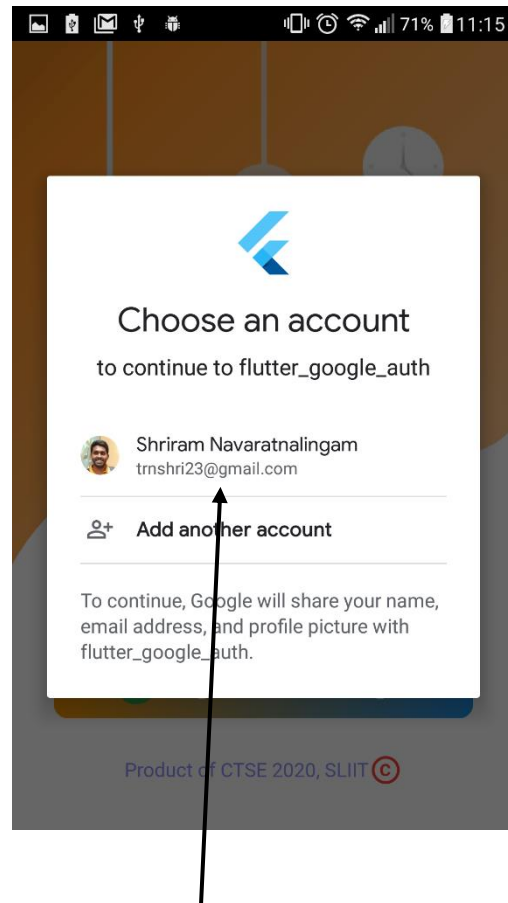 71% 11:15
Choose an account
to continue to flutter_google_auth
Shriram Navaratnalingam
trnshri23@gmail.com
Add another account
To continue, Google will share your name,
email address, and profile picture with
flutter_google_auth.
Product of CTSE 2020, SLIIT ©